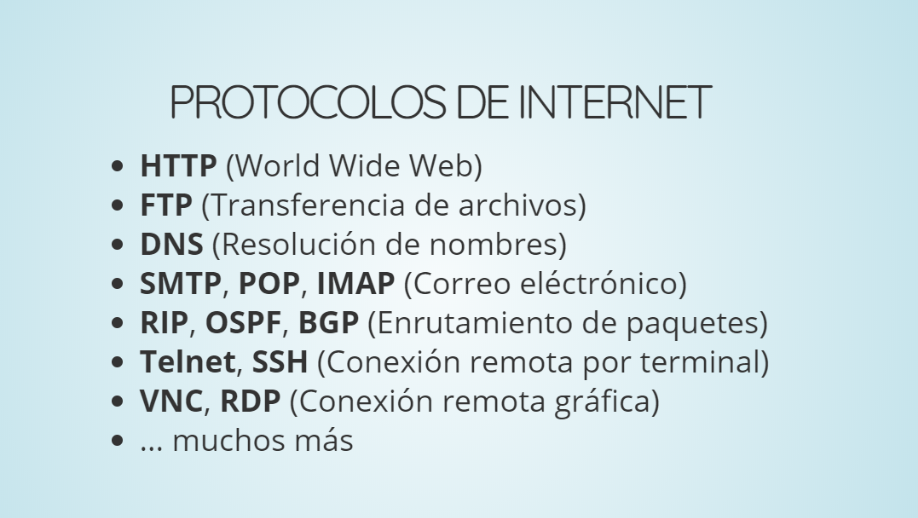 PROTOCOLOS DE INTERNET
• HTTP (World Wide Web)
• FTP (Transferencia de archivos)
• DNS (Resolución de nombres)
• SMTP, POP, IMAP (Correo eléctrónico)
• RIP, OSPF, BGP (Enrutamiento de paquetes)
• Telnet, SSH (Conexión remota por terminal)
• VNC, RDP (Conexión remota gráfica)
• ... muchos más